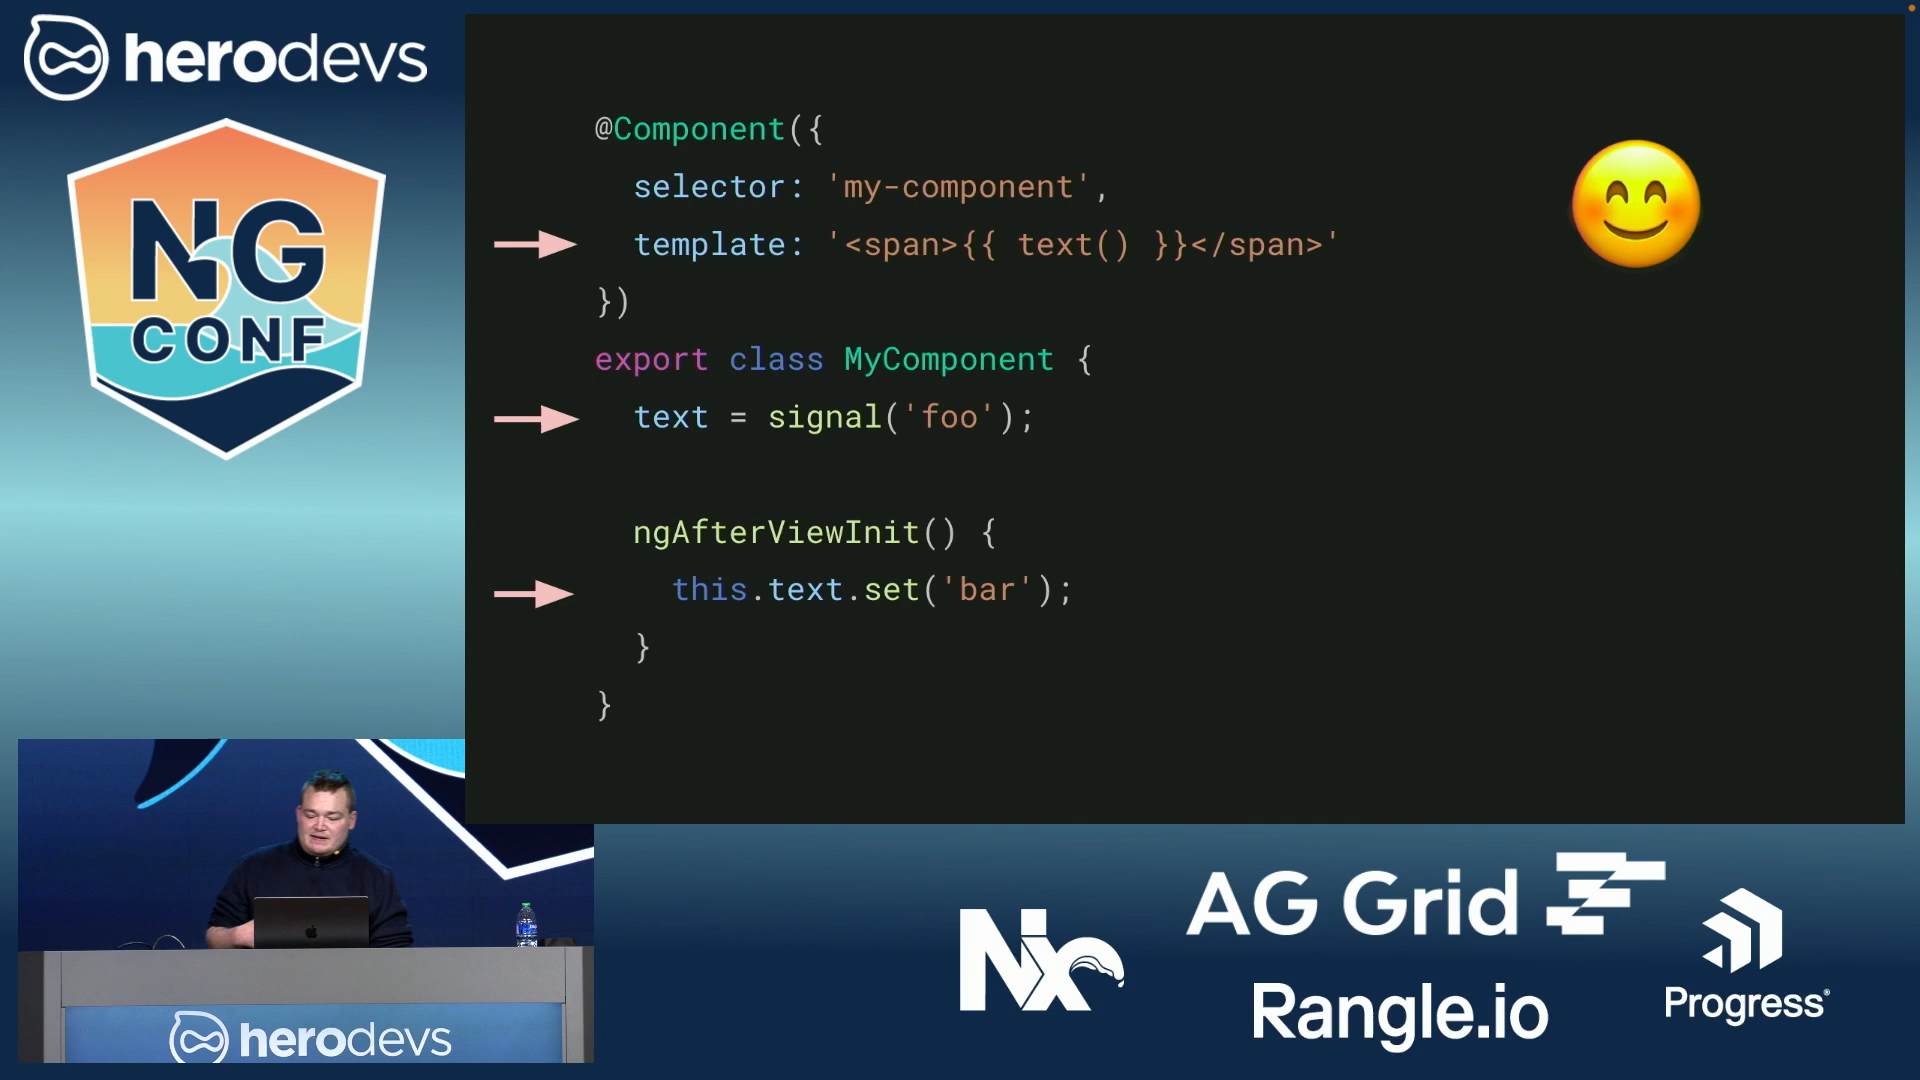 herodevs
NG
CONF
@Component({
  selector: 'my-component',
  template: '<span>{{ text() }}</span>'
})
export class MyComponent {
  text = signal('foo');
  ngAfterViewInit() {
    this.text.set('bar');
  }
}
herodevs
Nx
AG Grid
Rangle.io
Progress®